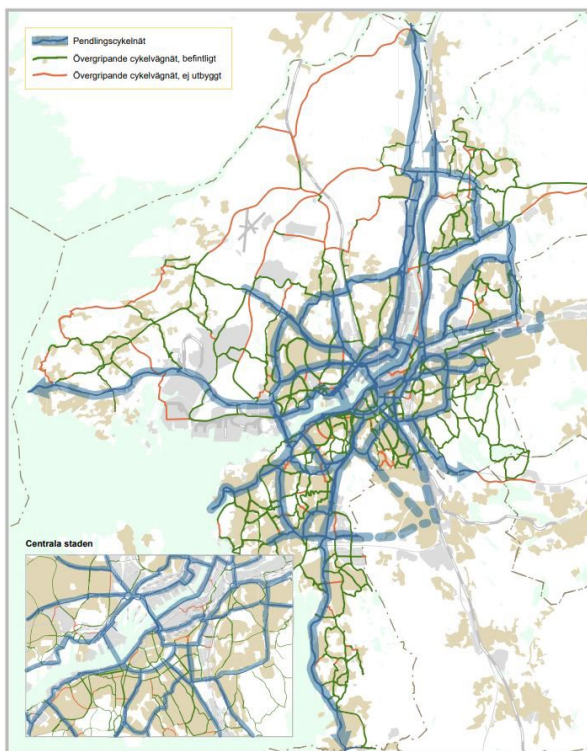 Pendlingscykelnät
Övergripande cykelvägnät, befintligt
Övergripande cykelvägnät, ej utbyggt
Centrala staden